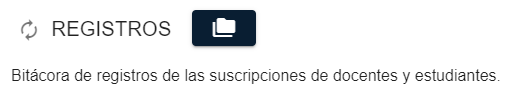 REGISTROS
Bitácora de registros de las suscripciones de docentes y estudiantes.